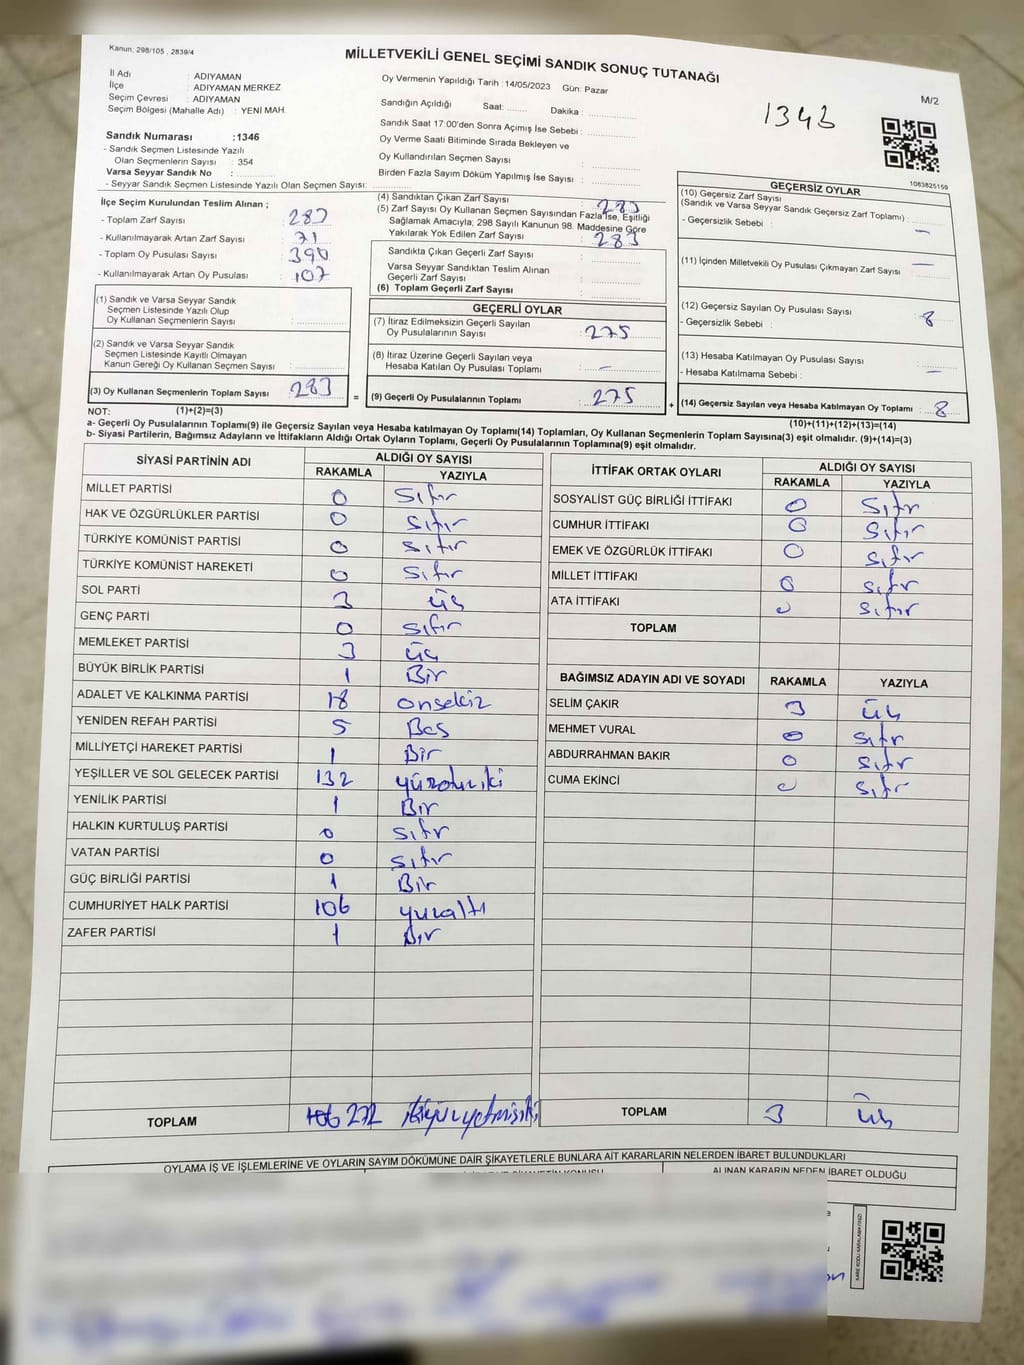 Kanun: 298/105 , 2839/4
MİLLETVEKİLİ GENEL SEÇİMİ SANDIK SONUÇ TUTANAĞI
M/2
İl Adı : ADIYAMAN
İlçe : ADIYAMAN MERKEZ
Seçim Çevresi : ADIYAMAN
Seçim Bölgesi (Mahalle Adı) : YENİ MAH.
Oy Vermenin Yapıldığı Tarih : 14/05/2023 Gün: Pazar
Sandığın Açıldığı Saat: ........ Dakika : ................
1346
Sandık Saat 17:00'den Sonra Açımış İse Sebebi : ................
Oy Verme Saati Bitiminde Sırada Bekleyen ve
Oy Kullandırılan Seçmen Sayısı : ................
Birden Fazla Sayım Döküm Yapılmış İse Sayısı : ................
Sandık Numarası :1346
- Sandık Seçmen Listesinde Yazılı
Olan Seçmenlerin Sayısı : 354
Varsa Seyyar Sandık No : ................
- Seyyar Sandık Seçmen Listesinde Yazılı Olan Seçmen Sayısı: ................
1083825159
İlçe Seçim Kurulundan Teslim Alınan ;
- Toplam Zarf Sayısı : 283
- Kullanılmayarak Artan Zarf Sayısı : 71
- Toplam Oy Pusulası Sayısı : 390
- Kullanılmayarak Artan Oy Pusulası : 107
(4) Sandıktan Çıkan Zarf Sayısı : 283
(5) Zarf Sayısı Oy Kullanan Seçmen Sayısından Fazla İse, Eşitliği
Sağlamak Amacıyla; 298 Sayılı Kanunun 98. Maddesine Göre
Yakılarak Yok Edilen Zarf Sayısı : 283
Sandıkta Çıkan Geçerli Zarf Sayısı : ................
Varsa Seyyar Sandıktan Teslim Alınan
Geçerli Zarf Sayısı : ................
(6) Toplam Geçerli Zarf Sayısı : ................
GEÇERSİZ OYLAR
(10) Geçersiz Zarf Sayısı
(Sandık ve Varsa Seyyar Sandık Geçersiz Zarf Toplamı) :
- Geçersizlik Sebebi : —
(11) İçinden Milletvekili Oy Pusulası Çıkmayan Zarf Sayısı : —
(12) Geçersiz Sayılan Oy Pusulası Sayısı : 8
- Geçersizlik Sebebi :
(13) Hesaba Katılmayan Oy Pusulası Sayısı : —
- Hesaba Katılmama Sebebi :
(14) Geçersiz Sayılan veya Hesaba Katılmayan Oy Toplamı : 8
(10)+(11)+(12)+(13)=(14)
(1) Sandık ve Varsa Seyyar Sandık
Seçmen Listesinde Yazılı Olup
Oy Kullanan Seçmenlerin Sayısı : ................
(2) Sandık ve Varsa Seyyar Sandık
Seçmen Listesinde Kayıtlı Olmayan
Kanun Gereği Oy Kullanan Seçmen Sayısı : ................
(3) Oy Kullanan Seçmenlerin Toplam Sayısı : 283 =
(1)+(2)=(3)
GEÇERLİ OYLAR
(7) İtiraz Edilmeksizin Geçerli Sayılan
Oy Pusulalarının Sayısı : 275
(8) İtiraz Üzerine Geçerli Sayılan veya
Hesaba Katılan Oy Pusulası Toplamı : —
(9) Geçerli Oy Pusulalarının Toplamı : 275 +
NOT:
a- Geçerli Oy Pusulalarının Toplamı(9) ile Geçersiz Sayılan veya Hesaba katılmayan Oy Toplamı(14) Toplamları, Oy Kullanan Seçmenlerin Toplam Sayısına(3) eşit olmalıdır. (9)+(14)=(3)
b- Siyasi Partilerin, Bağımsız Adayların ve İttifakların Aldığı Ortak Oyların Toplamı, Geçerli Oy Pusulalarının Toplamına(9) eşit olmalıdır.
SİYASİ PARTİNİN ADI ALDIĞI OY SAYISI
RAKAMLA YAZIYLA
MİLLET PARTİSİ 0 sıfır
HAK VE ÖZGÜRLÜKLER PARTİSİ 0 sıfır
TÜRKİYE KOMÜNİST PARTİSİ 0 sıfır
TÜRKİYE KOMÜNİST HAREKETİ 0 sıfır
SOL PARTİ 3 üç
GENÇ PARTİ 0 sıfır
MEMLEKET PARTİSİ 3 üç
BÜYÜK BİRLİK PARTİSİ 1 Bir
ADALET VE KALKINMA PARTİSİ 18 onsekiz
YENİDEN REFAH PARTİSİ 5 Beş
MİLLİYETÇİ HAREKET PARTİSİ 1 Bir
YEŞİLLER VE SOL GELECEK PARTİSİ 132 yüzotuziki
YENİLİK PARTİSİ 1 Bir
HALKIN KURTULUŞ PARTİSİ 0 sıfır
VATAN PARTİSİ 0 sıfır
GÜÇ BİRLİĞİ PARTİSİ 1 Bir
CUMHURİYET HALK PARTİSİ 106 yüzaltı
ZAFER PARTİSİ 1 Bir
TOPLAM 106 272 ikiyüzyetmişiki
İTTİFAK ORTAK OYLARI ALDIĞI OY SAYISI
RAKAMLA YAZIYLA
SOSYALİST GÜÇ BİRLİĞİ İTTİFAKI 0 sıfır
CUMHUR İTTİFAKI 0 sıfır
EMEK VE ÖZGÜRLÜK İTTİFAKI 0 sıfır
MİLLET İTTİFAKI 0 sıfır
ATA İTTİFAKI 0 sıfır
TOPLAM
BAĞIMSIZ ADAYIN ADI VE SOYADI RAKAMLA YAZIYLA
SELİM ÇAKIR 3 üç
MEHMET VURAL 0 sıfır
ABDURRAHMAN BAKIR 0 sıfır
CUMA EKİNCİ 0 sıfır
TOPLAM 3 üç
OYLAMA İŞ VE İŞLEMLERİNE VE OYLARIN SAYIM DÖKÜMÜNE DAİR ŞİKAYETLERLE BUNLARA AİT KARARLARIN NELERDEN İBARET BULUNDUKLARI
ALINAN KARARIN NEDEN İBARET OLDUĞU